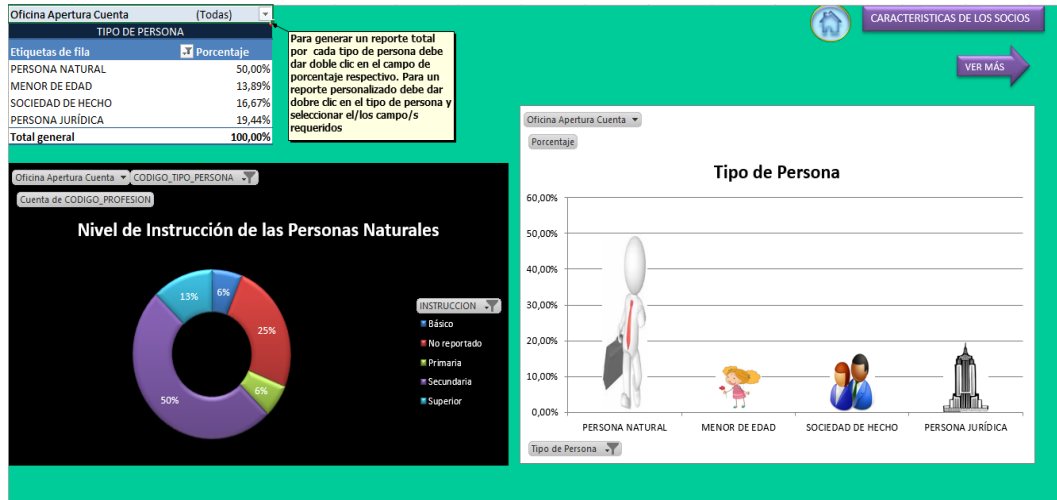 Oficina Apertura Cuenta (Todas)
TIPO DE PERSONA
Etiquetas de fila Porcentaje
PERSONA NATURAL 50,00%
MENOR DE EDAD 13,89%
SOCIEDAD DE HECHO 16,67%
PERSONA JURÍDICA 19,44%
Total general 100,00%
Para generar un reporte total
por cada tipo de persona debe
dar doble clic en el campo de
porcentaje respectivo. Para un
reporte personalizado debe dar
dobre clic en el tipo de persona y
seleccionar el/los campo/s
requeridos
CARACTERISTICAS DE LOS SOCIOS
VER MÁS
Oficina Apertura Cuenta CODIGO_TIPO_PERSONA
Cuenta de CODIGO_PROFESION
Nivel de Instrucción de las Personas Naturales
13%
6%
25%
6%
50%
INSTRUCCION
Básico
No reportado
Primaria
Secundaria
Superior
Oficina Apertura Cuenta
Porcentaje
Tipo de Persona
60,00%
50,00%
40,00%
30,00%
20,00%
10,00%
0,00%
PERSONA NATURAL MENOR DE EDAD SOCIEDAD DE HECHO PERSONA JURÍDICA
Tipo de Persona